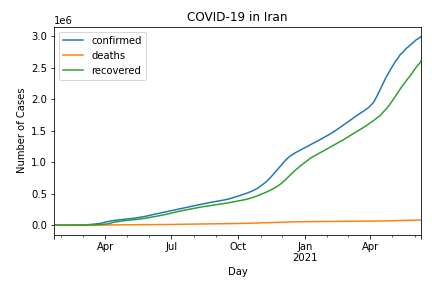 COVID-19 in Iran
1e6
confirmed
deaths
recovered
3.0
2.5
2.0
1.5
1.0
0.5
0.0
Number of Cases
Apr Jul Oct Jan Apr
2021
Day